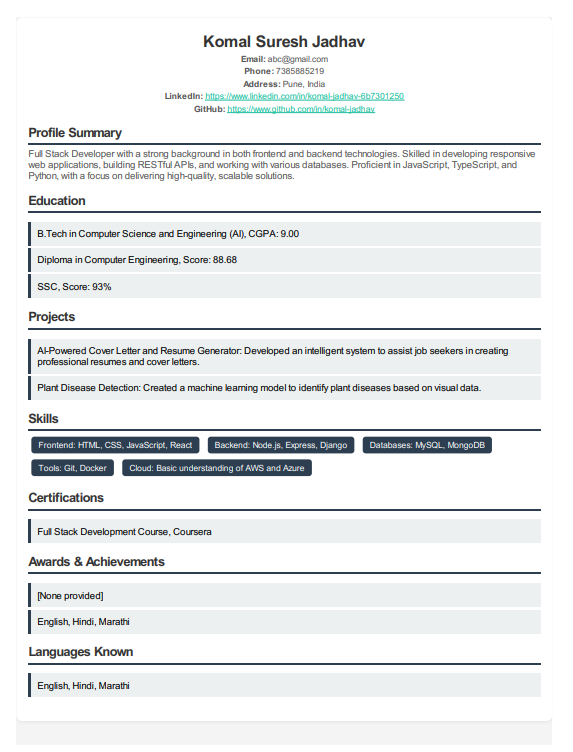 Komal Suresh Jadhav
Email: abc@gmail.com
Phone: 7385885219
Address: Pune, India
LinkedIn: https://www.linkedin.com/in/komal-jadhav-6b7301250
GitHub: https://www.github.com/in/komal-jadhav
Profile Summary
Full Stack Developer with a strong background in both frontend and backend technologies. Skilled in developing responsive
web applications, building RESTful APIs, and working with various databases. Proficient in JavaScript, TypeScript, and
Python, with a focus on delivering high-quality, scalable solutions.
Education
B.Tech in Computer Science and Engineering (AI), CGPA: 9.00
Diploma in Computer Engineering, Score: 88.68
SSC, Score: 93%
Projects
AI-Powered Cover Letter and Resume Generator: Developed an intelligent system to assist job seekers in creating
professional resumes and cover letters.
Plant Disease Detection: Created a machine learning model to identify plant diseases based on visual data.
Skills
Frontend: HTML, CSS, JavaScript, React Backend: Node.js, Express, Django Databases: MySQL, MongoDB
Tools: Git, Docker Cloud: Basic understanding of AWS and Azure
Certifications
Full Stack Development Course, Coursera
Awards & Achievements
[None provided]
English, Hindi, Marathi
Languages Known
English, Hindi, Marathi